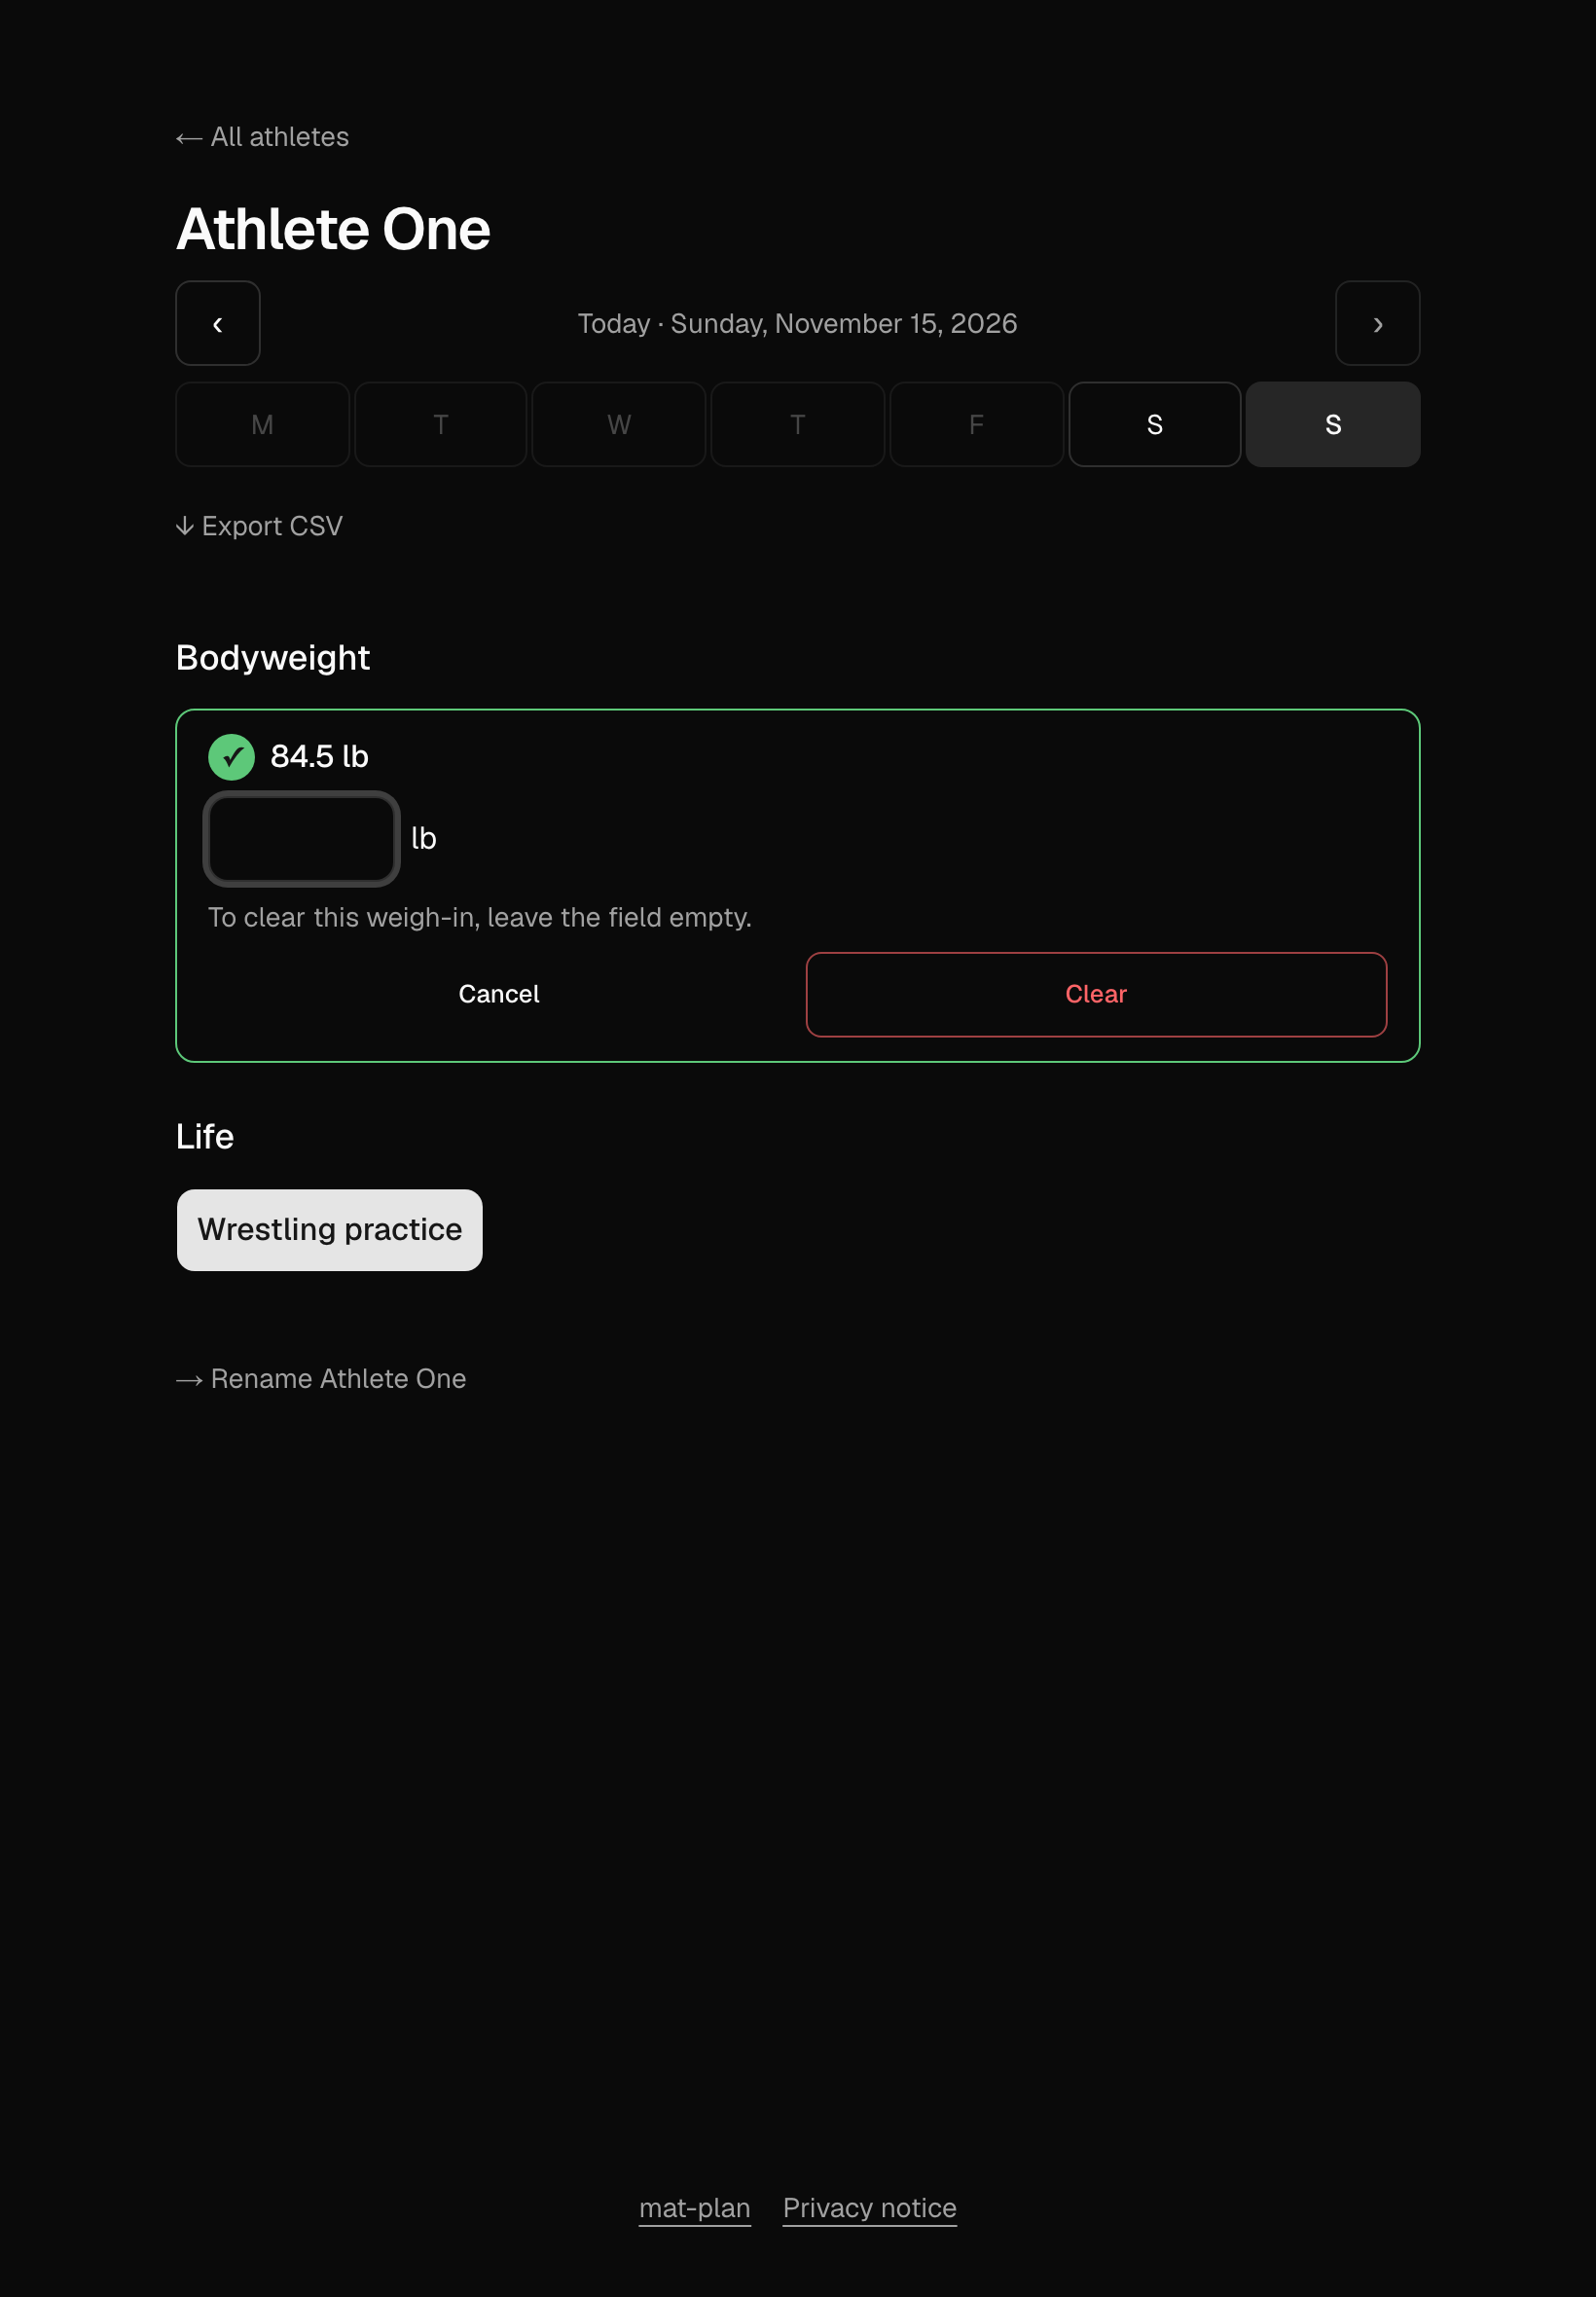 ← All athletes
Athlete One
‹ Today · Sunday, November 15, 2026 ›
M T W T F S S
↓ Export CSV
Bodyweight
✓ 84.5 lb
lb
To clear this weigh-in, leave the field empty.
Cancel Clear
Life
Wrestling practice
→ Rename Athlete One
mat-plan Privacy notice